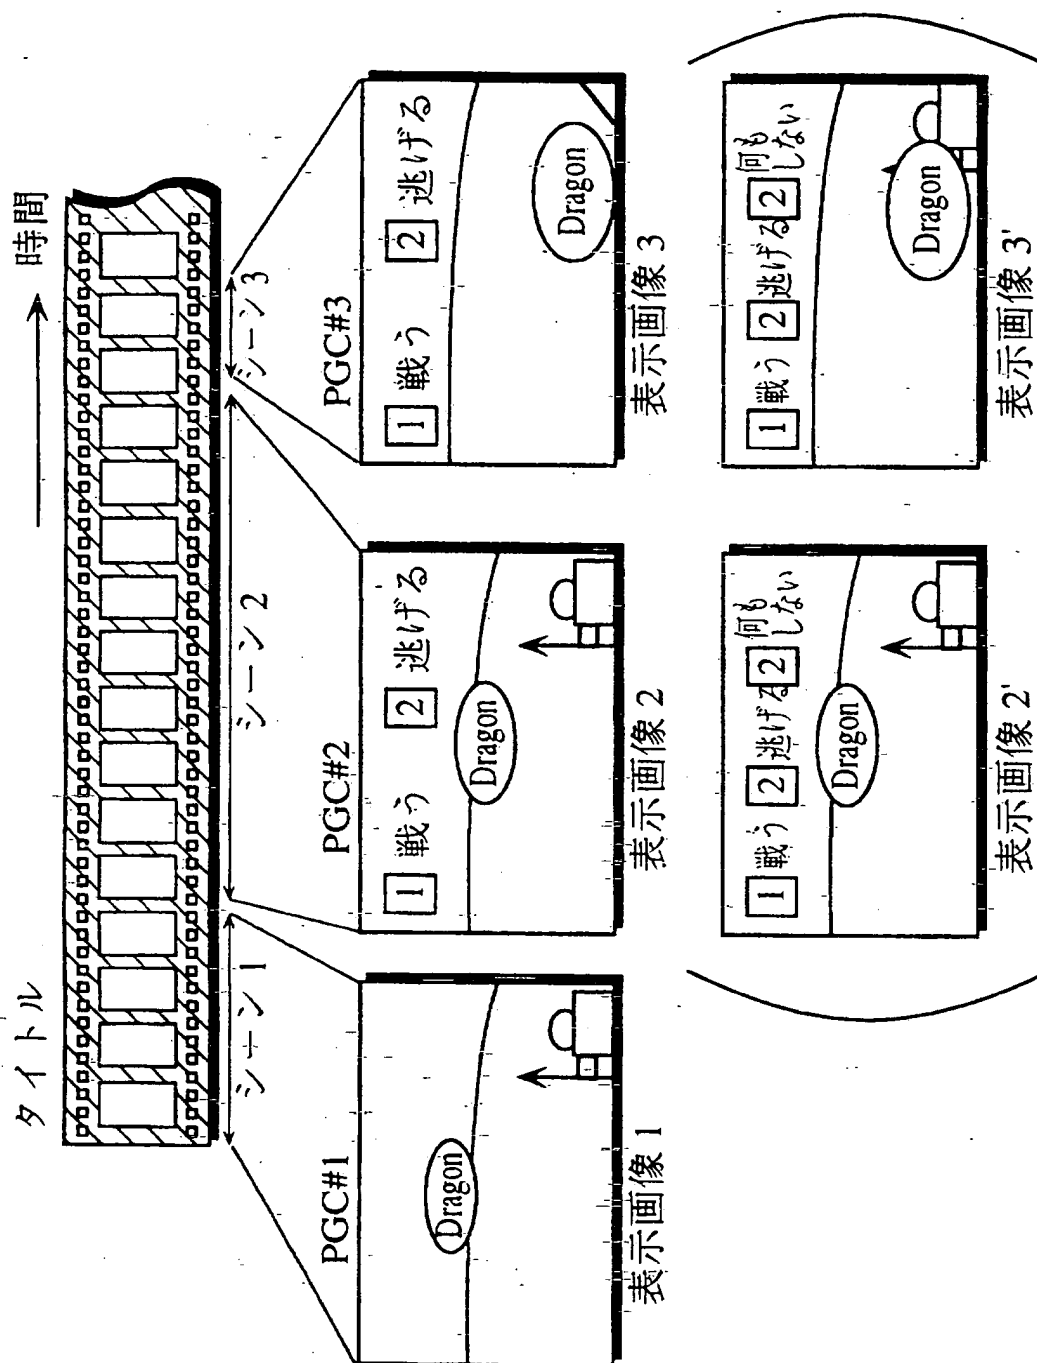 タイトル
時間
シーン 1
シーン 2
シーン 3
PGC#1
Dragon
表示画像 1
PGC#2
1 戦う 2 逃げる
Dragon
表示画像 2
PGC#3
1 戦う 2 逃げる
Dragon
表示画像 3
1 戦う 2 逃げる 2 何も
しない
Dragon
表示画像 2'
1 戦う 2 逃げる 2 何も
しない
Dragon
表示画像 3'